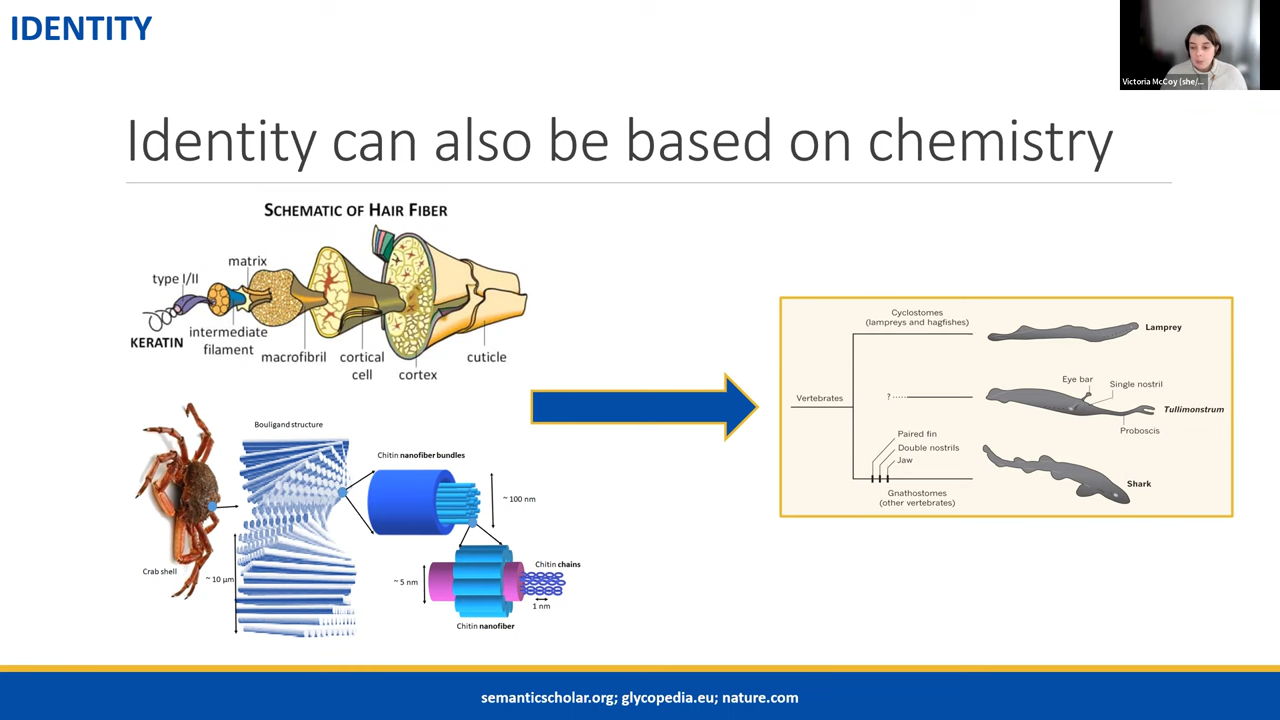 IDENTITY
Victoria McCoy (she/...
Identity can also be based on chemistry
SCHEMATIC OF HAIR FIBER
matrix
type I/II
intermediate
filament
KERATIN
macrofibril
cortical
cell
cortex
cuticle
Bouligand structure
Chitin nanofiber bundles
~ 100 nm
Crab shell
~ 10 µm
~ 5 nm
Chitin chains
1 nm
Chitin nanofiber
Cyclostomes
(lampreys and hagfishes)
Lamprey
Vertebrates
?
Eye bar
Single nostril
Tullimonstrum
Proboscis
Paired fin
Double nostrils
Jaw
Gnathostomes
(other vertebrates)
Shark
semanticscholar.org; glycopedia.eu; nature.com